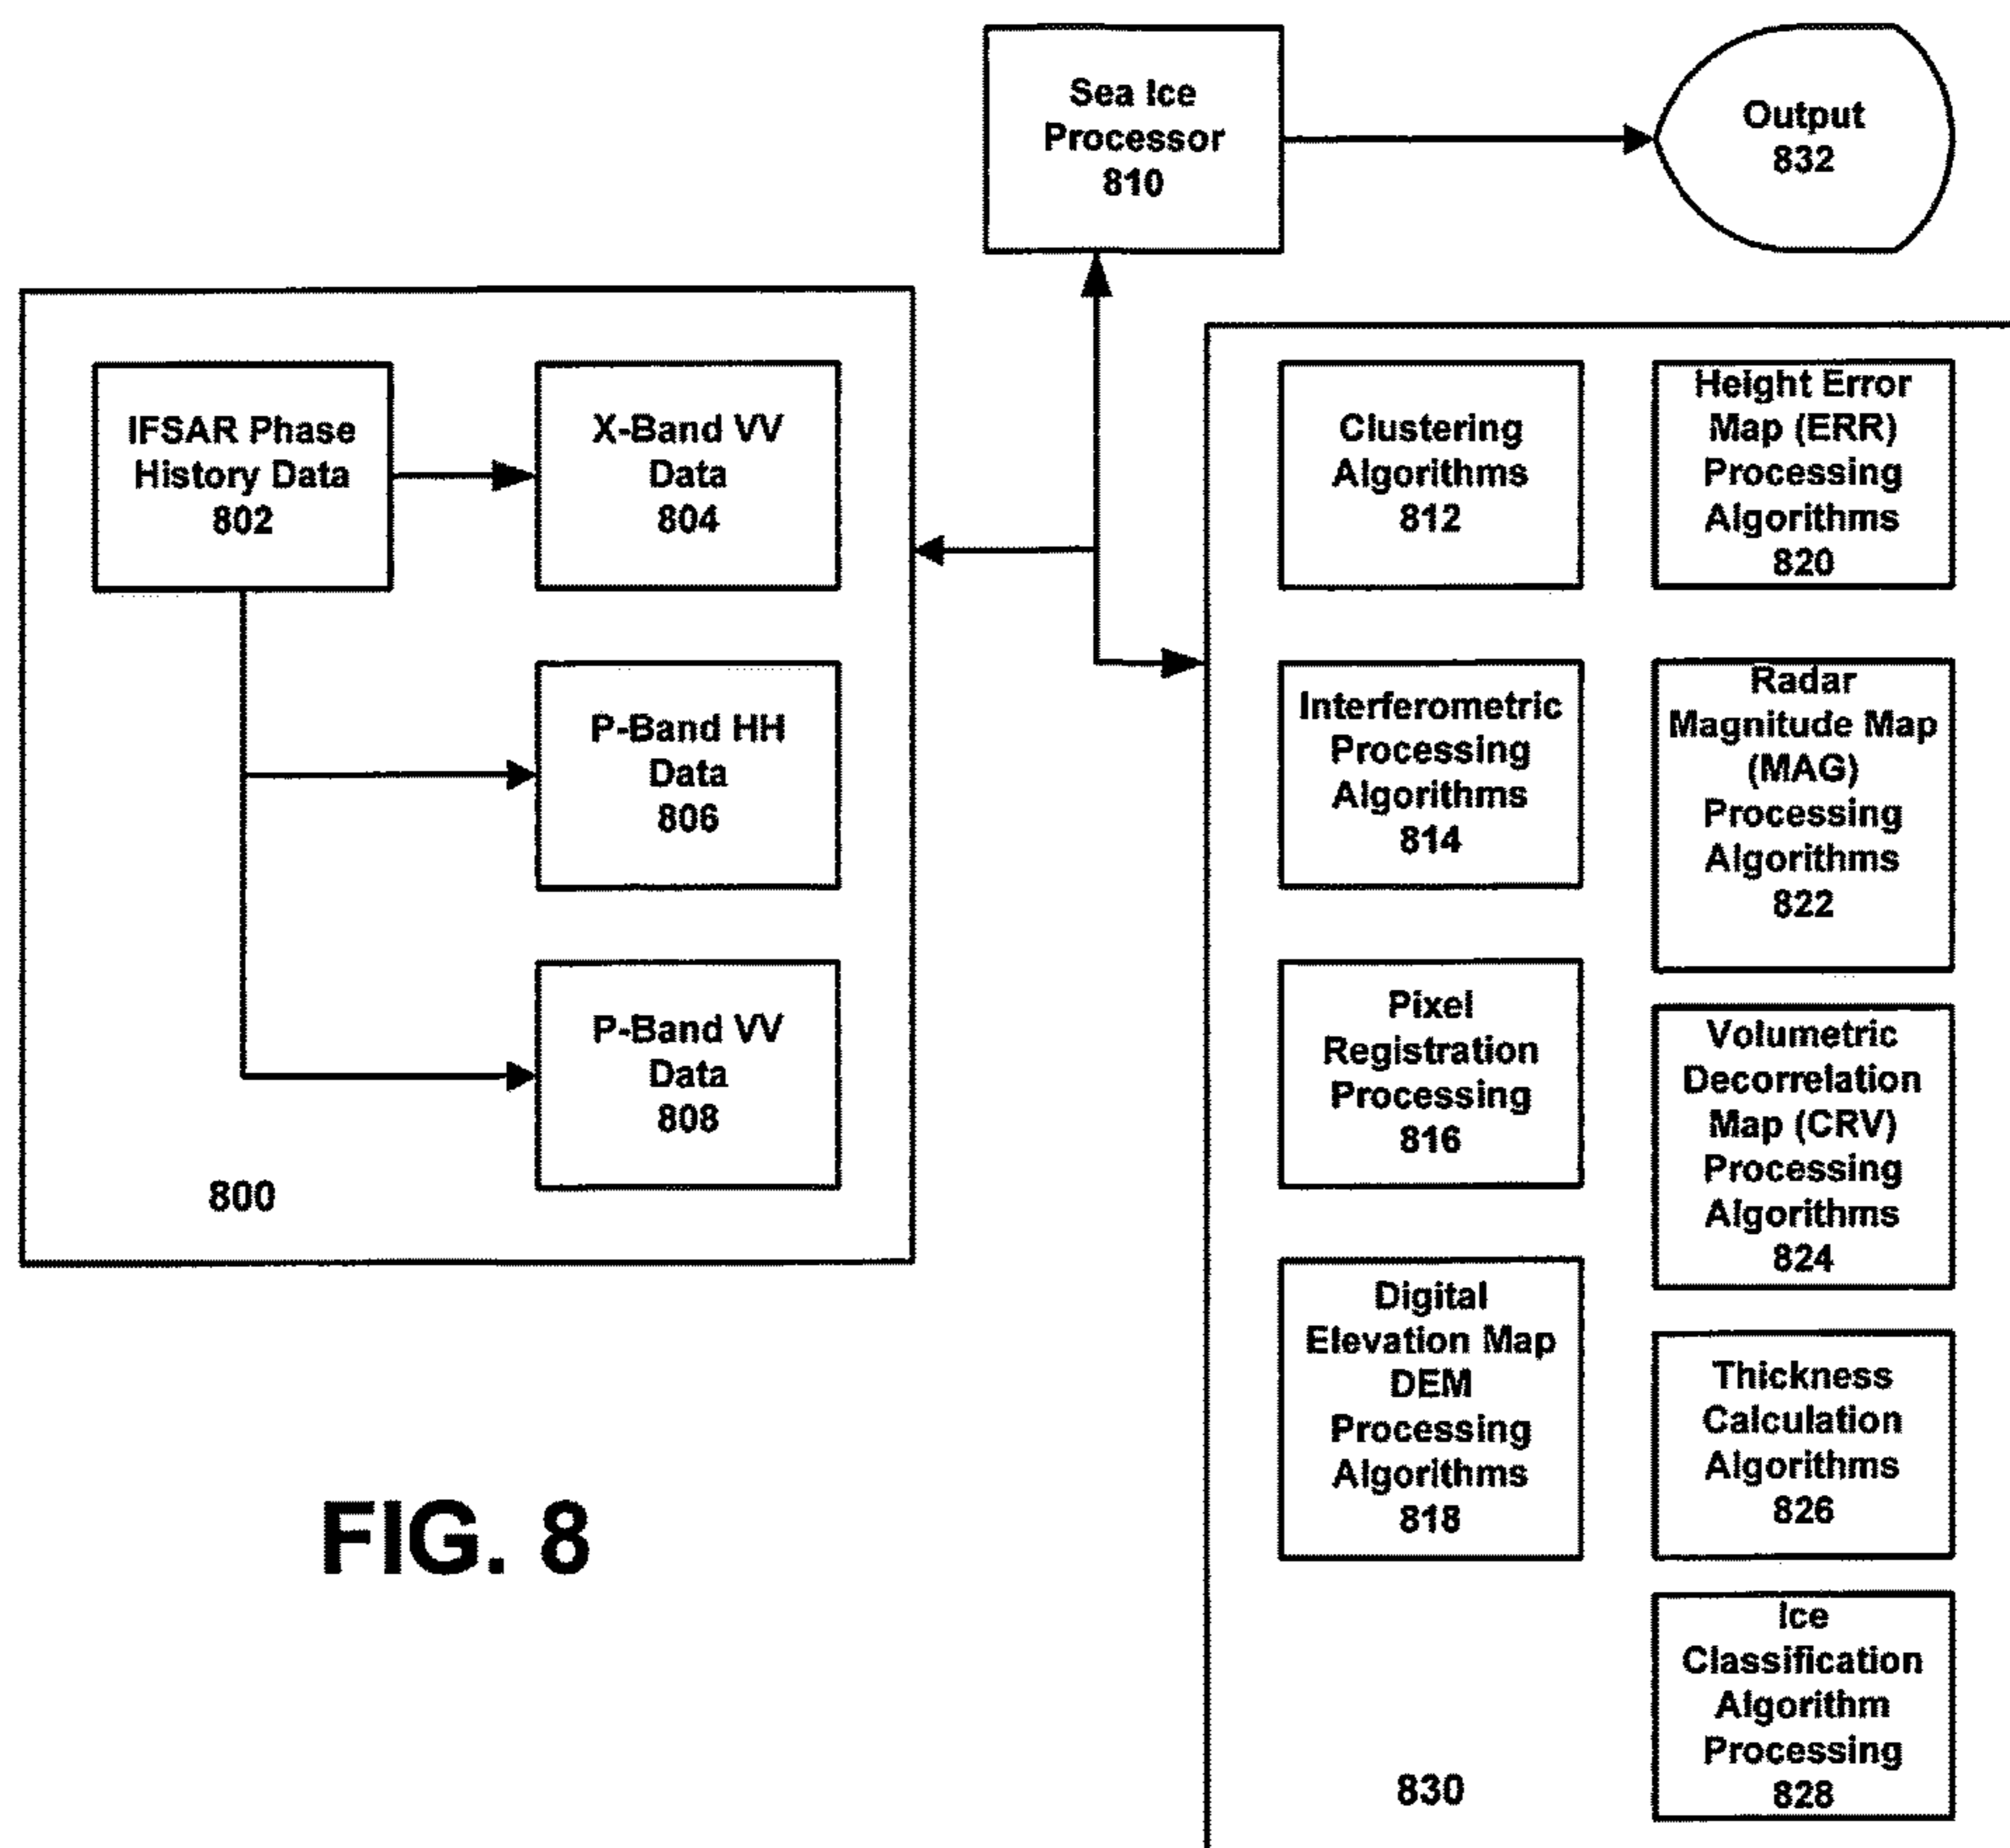 Sea Ice
Processor
810
Output
832
IFSAR Phase
History Data
802
X-Band VV
Data
804
P-Band HH
Data
806
P-Band VV
Data
808
800
Clustering
Algorithms
812
Interferometric
Processing
Algorithms
814
Pixel
Registration
Processing
816
Digital
Elevation Map
DEM
Processing
Algorithms
818
Height Error
Map (ERR)
Processing
Algorithms
820
Radar
Magnitude Map
(MAG)
Processing
Algorithms
822
Volumetric
Decorrelation
Map (CRV)
Processing
Algorithms
824
Thickness
Calculation
Algorithms
826
Ice
Classification
Algorithm
Processing
828
830
FIG. 8